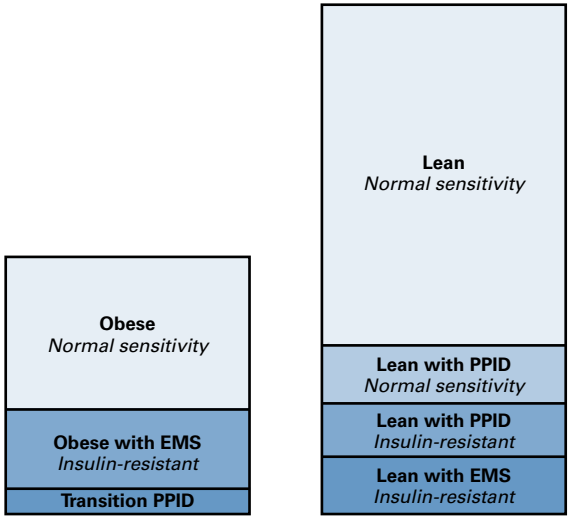 Obese
Normal sensitivity
Obese with EMS
Insulin-resistant
Transition PPID
Lean
Normal sensitivity
Lean with PPID
Normal sensitivity
Lean with PPID
Insulin-resistant
Lean with EMS
Insulin-resistant